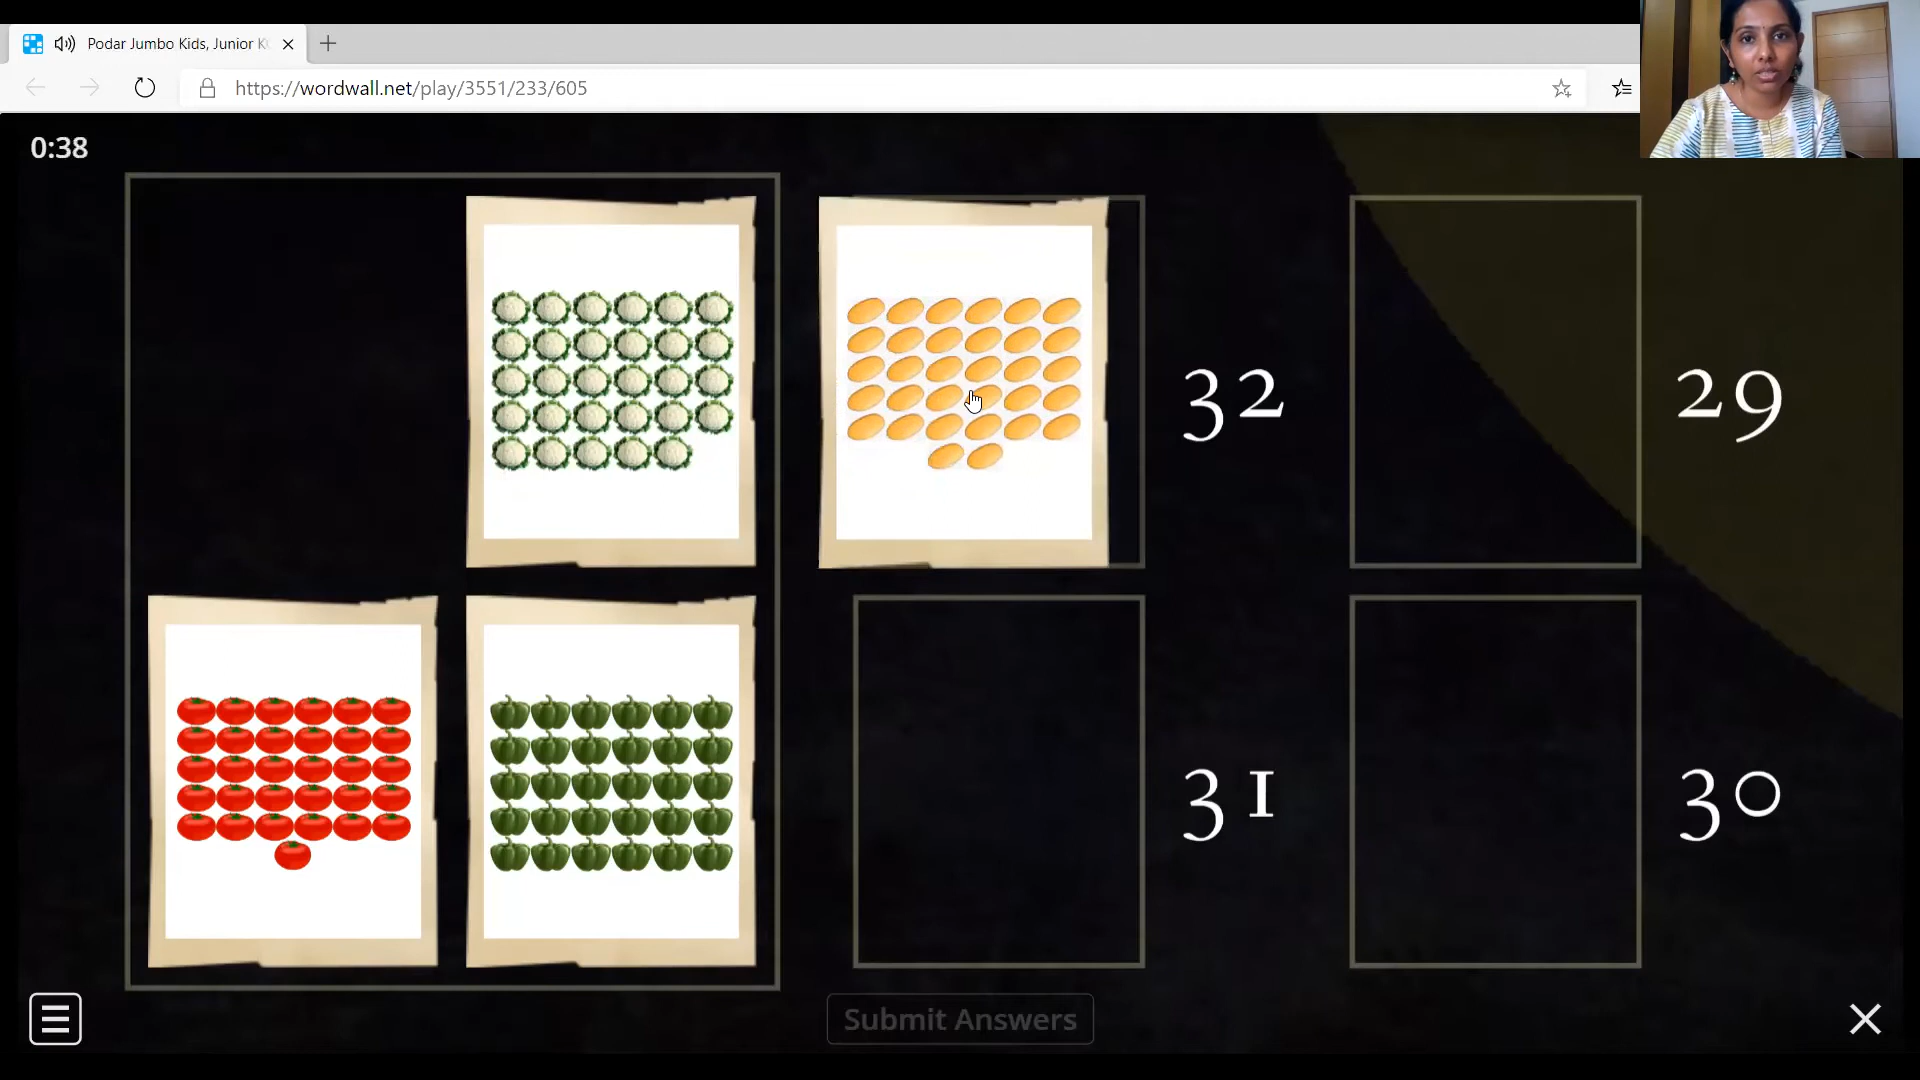 Podar Jumbo Kids, Junior K
https://wordwall.net/play/3551/233/605
0:38
32
29
31
30
Submit Answers